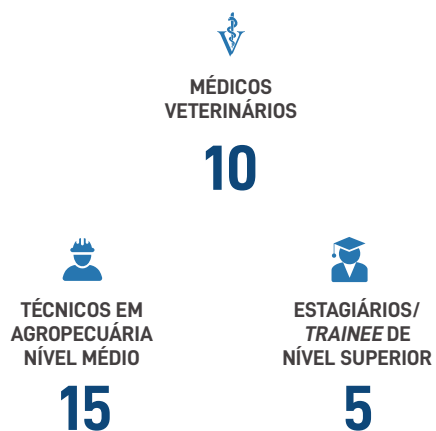 MÉDICOS
VETERINÁRIOS
10
TÉCNICOS EM
AGROPECUÁRIA
NÍVEL MÉDIO
15
ESTAGIÁRIOS/
TRAINEE DE
NÍVEL SUPERIOR
5